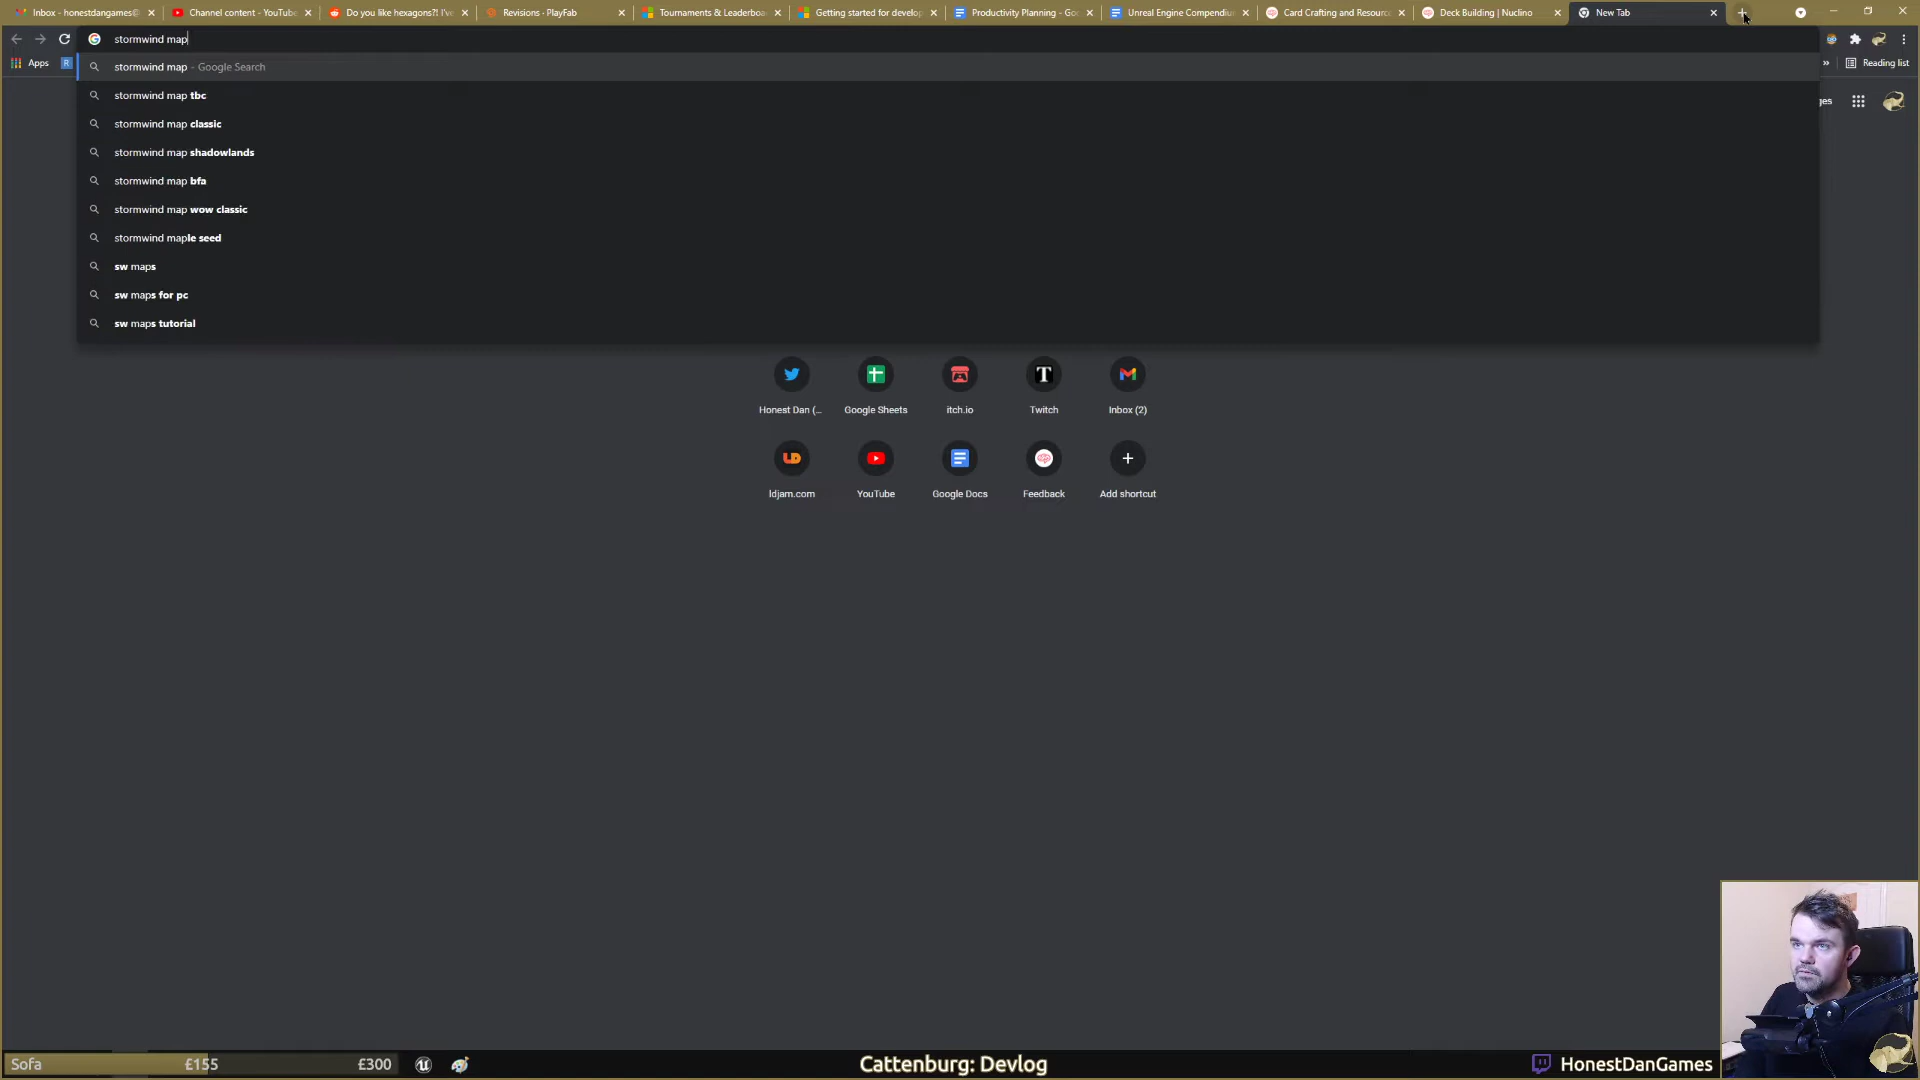 Inbox - honestdangames@
Channel content - YouTube
Do you like hexagons?! I've
Revisions - PlayFab
Tournaments & Leaderboa
Getting started for develop
Productivity Planning - Go
Unreal Engine Compendiu
Card Crafting and Resource
Deck Building | Nuclino
New Tab
stormwind map
Apps
R
stormwind map - Google Search
Reading list
stormwind map tbc
ges
stormwind map classic
stormwind map shadowlands
stormwind map bfa
stormwind map wow classic
stormwind maple seed
sw maps
sw maps for pc
sw maps tutorial
Honest Dan (...
Google Sheets
itch.io
Twitch
Inbox (2)
ldjam.com
YouTube
Google Docs
Feedback
Add shortcut
Sofa
£155
£300
Cattenburg: Devlog
HonestDanGames